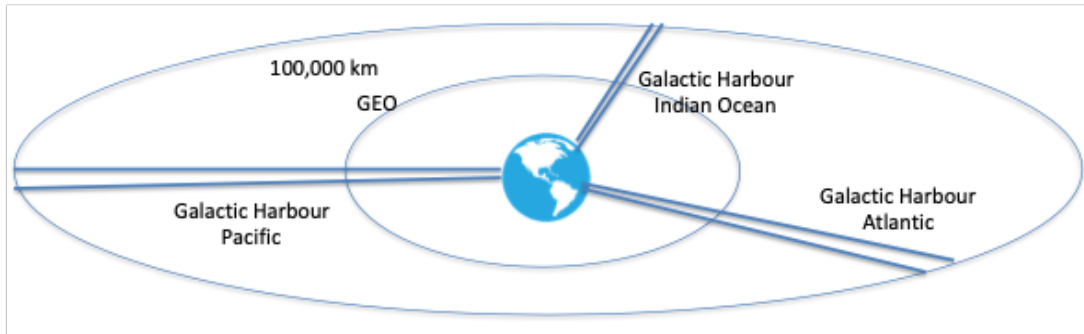 100,000 km
GEO
Galactic Harbour
Indian Ocean
Galactic Harbour
Pacific
Galactic Harbour
Atlantic